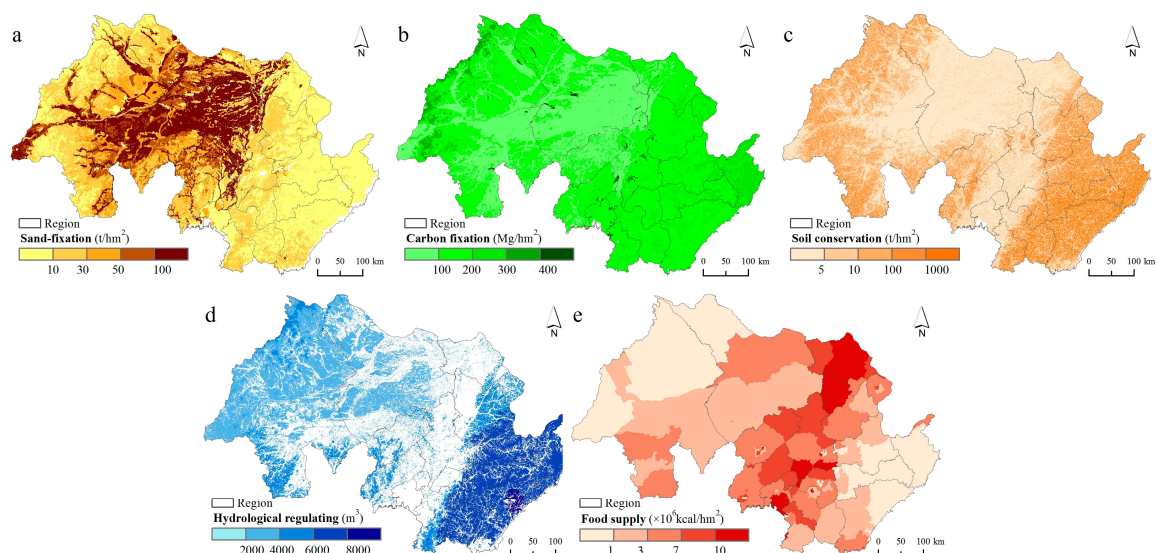 a
N
Region
Sand-fixation (t/hm²)
10 30 50 100
0 50 100 km
b
N
Region
Carbon fixation (Mg/hm²)
100 200 300 400
0 50 100 km
c
N
Region
Soil conservation (t/hm²)
5 10 100 1000
0 50 100 km
d
N
Region
Hydrological regulating (m³)
2000 4000 6000 8000
0 50 100 km
e
N
Region
Food supply (×10⁶kcal/hm²)
1 3 7 10
0 50 100 km